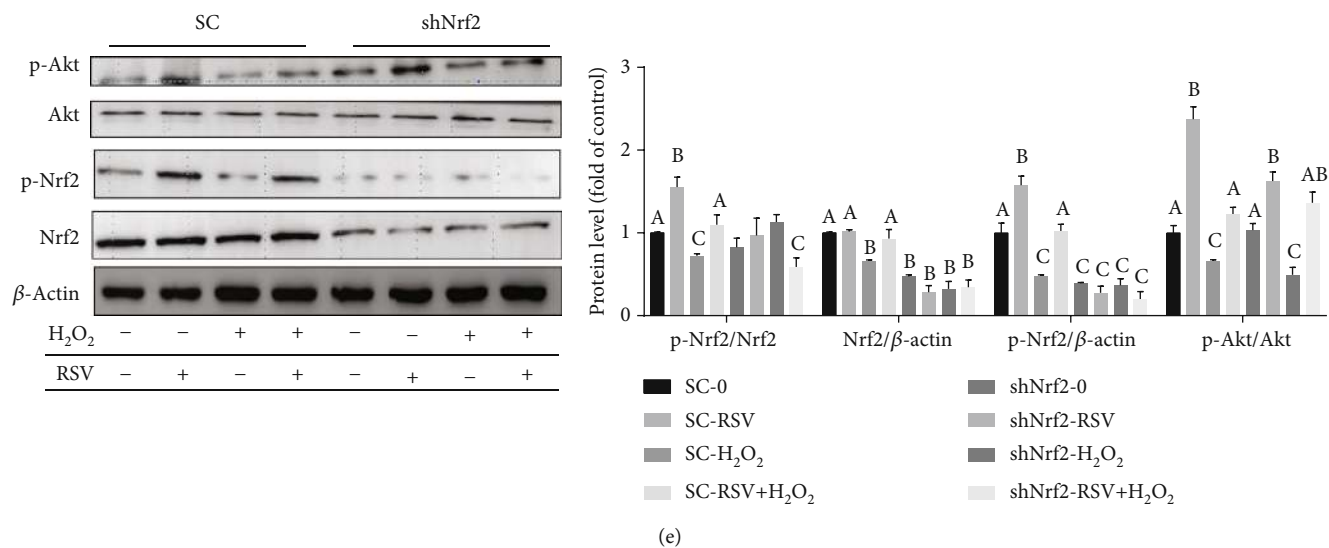 SC shNrf2
p-Akt
Akt
p-Nrf2
Nrf2
β-Actin
H₂O₂ − − + + − − + +
RSV − + − + − + − +
Protein level (fold of control)
3
2
1
0
A B C A C
A A B A B B B B
A B C A C C C C
A B C A A B C AB
p-Nrf2/Nrf2 Nrf2/β-actin p-Nrf2/β-actin p-Akt/Akt
SC-0 shNrf2-0
SC-RSV shNrf2-RSV
SC-H₂O₂ shNrf2-H₂O₂
SC-RSV+H₂O₂ shNrf2-RSV+H₂O₂
(e)